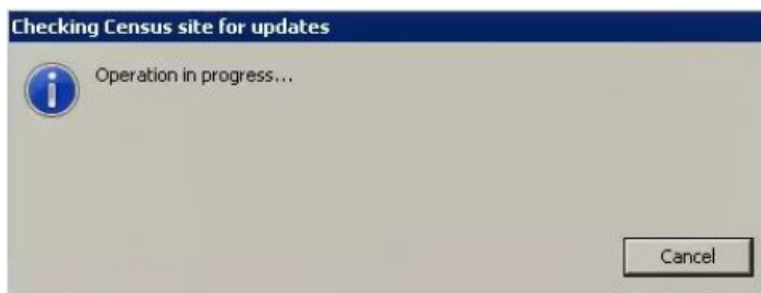 Checking Census site for updates
Operation in progress...
Cancel